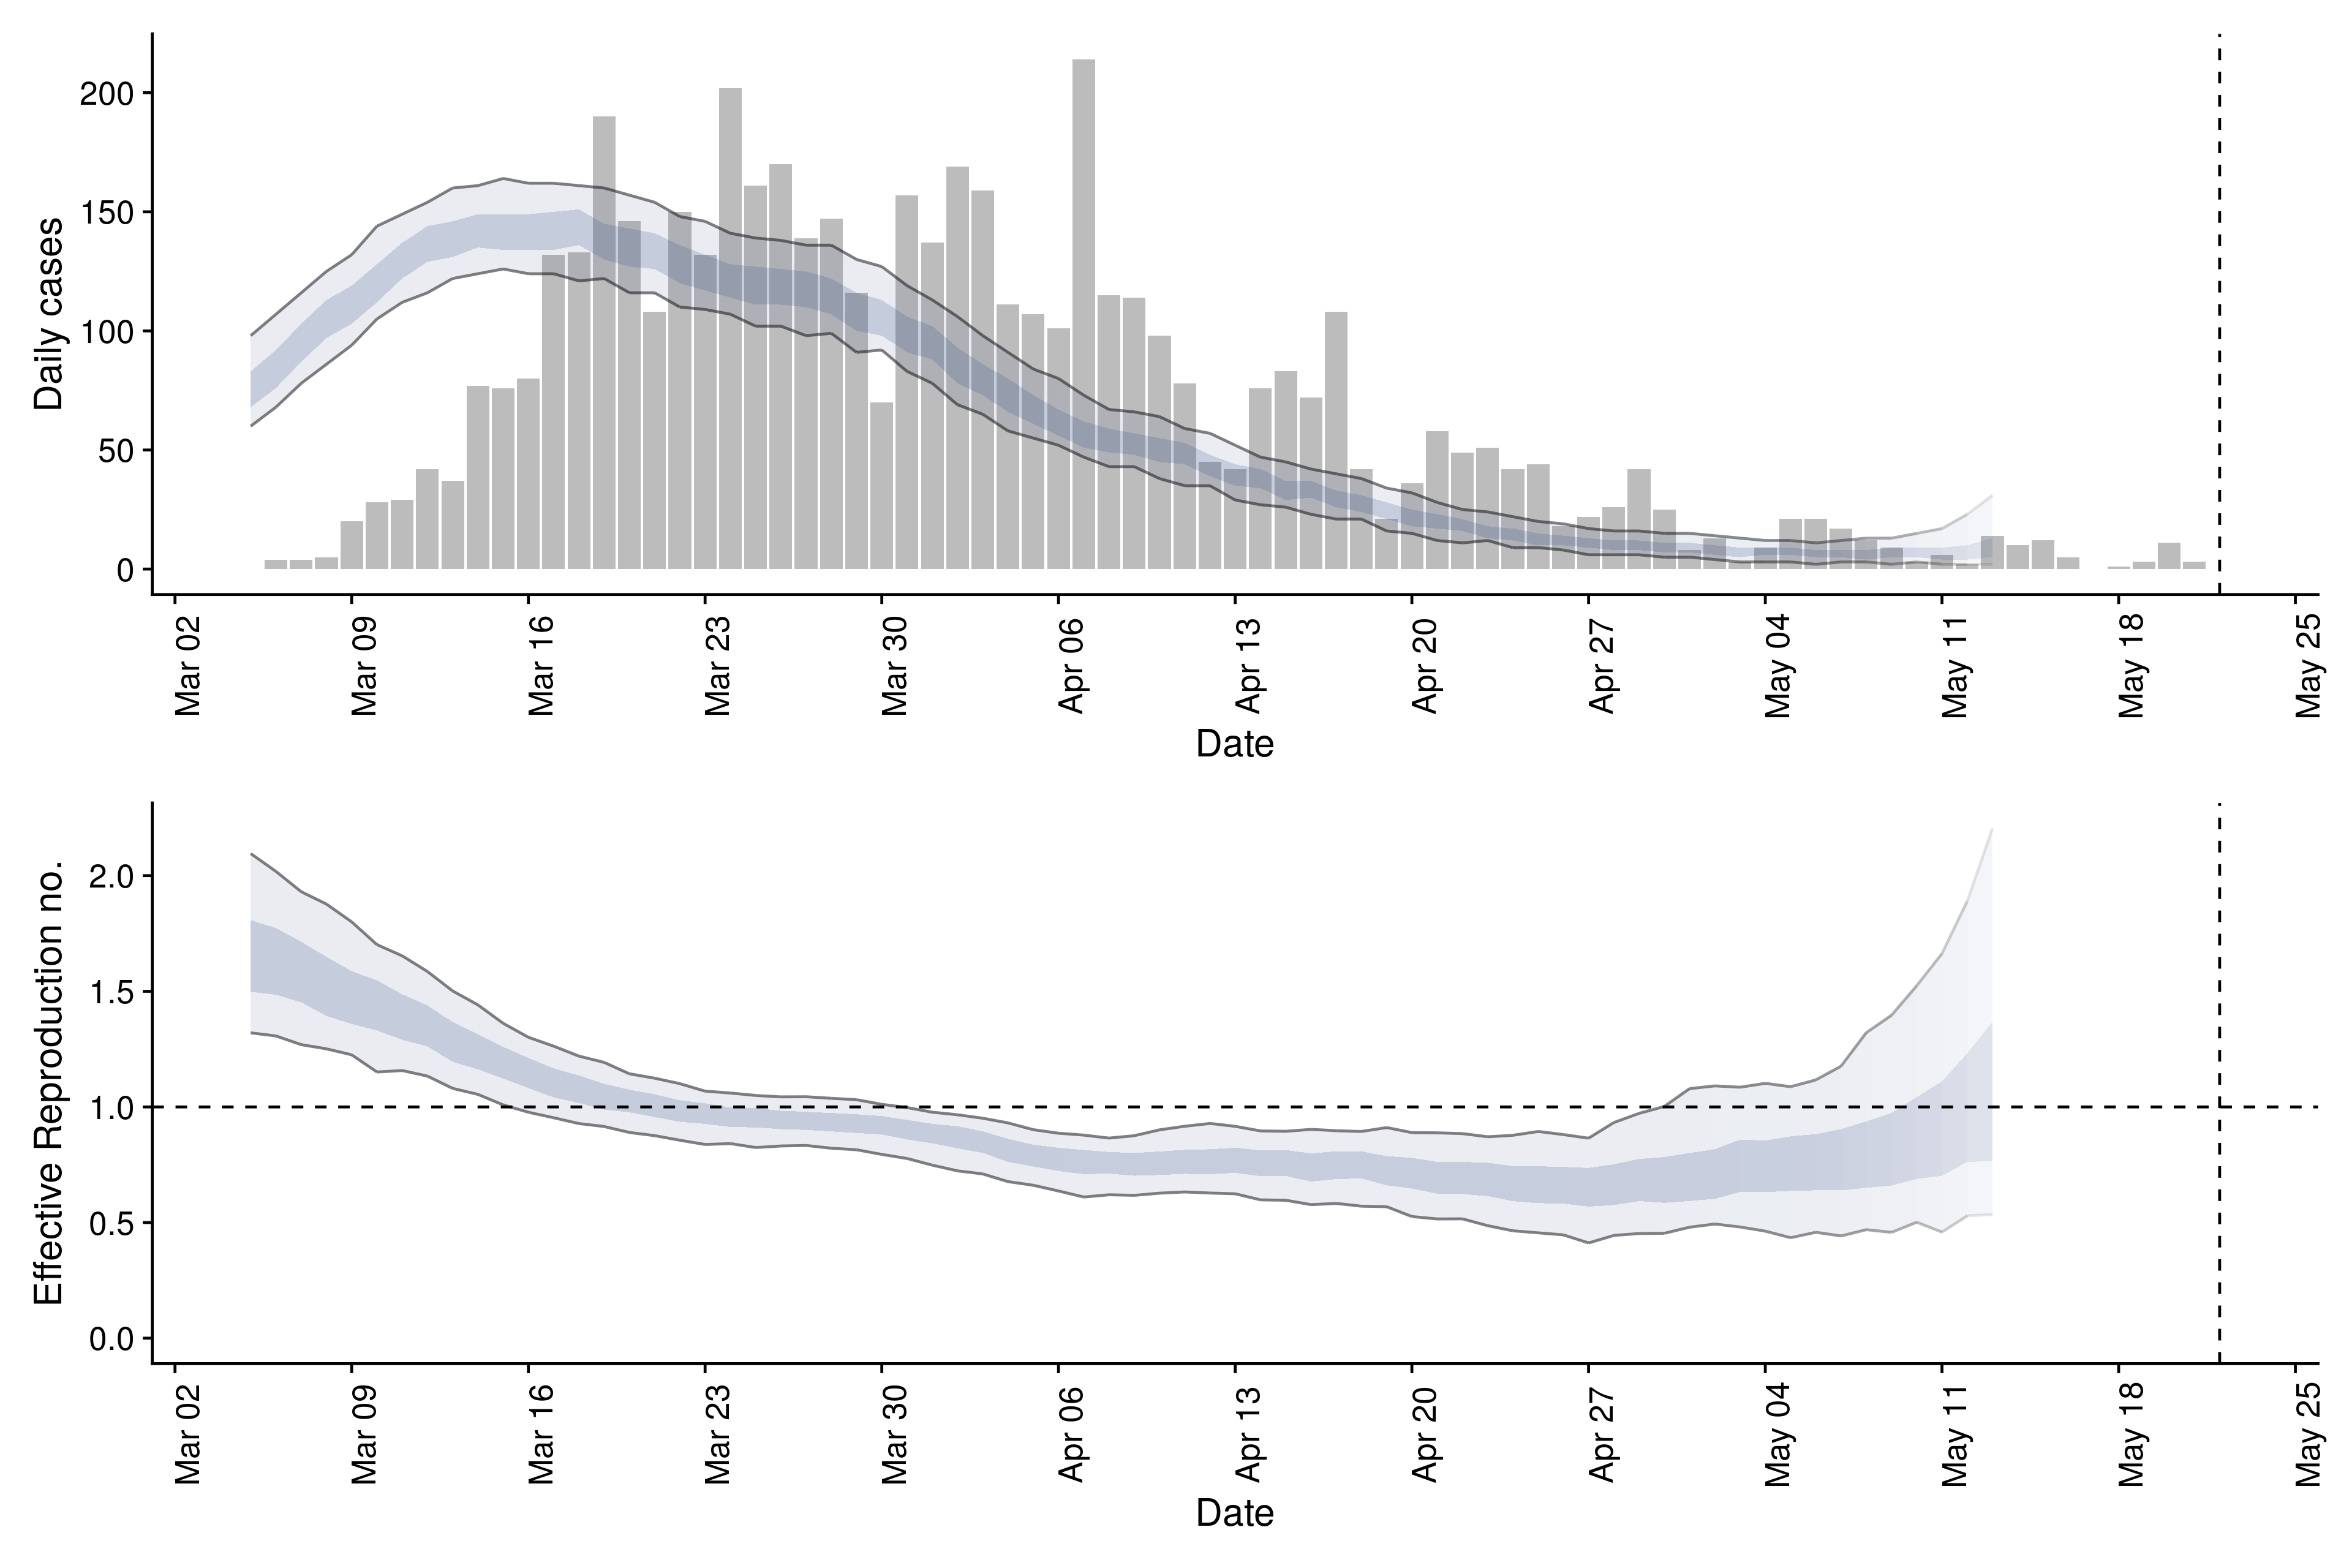 Daily cases
200
150
100
50
0
Mar 02
Mar 09
Mar 16
Mar 23
Mar 30
Apr 06
Apr 13
Apr 20
Apr 27
May 04
May 11
May 18
May 25
Date
Effective Reproduction no.
2.0
1.5
1.0
0.5
0.0
Mar 02
Mar 09
Mar 16
Mar 23
Mar 30
Apr 06
Apr 13
Apr 20
Apr 27
May 04
May 11
May 18
May 25
Date